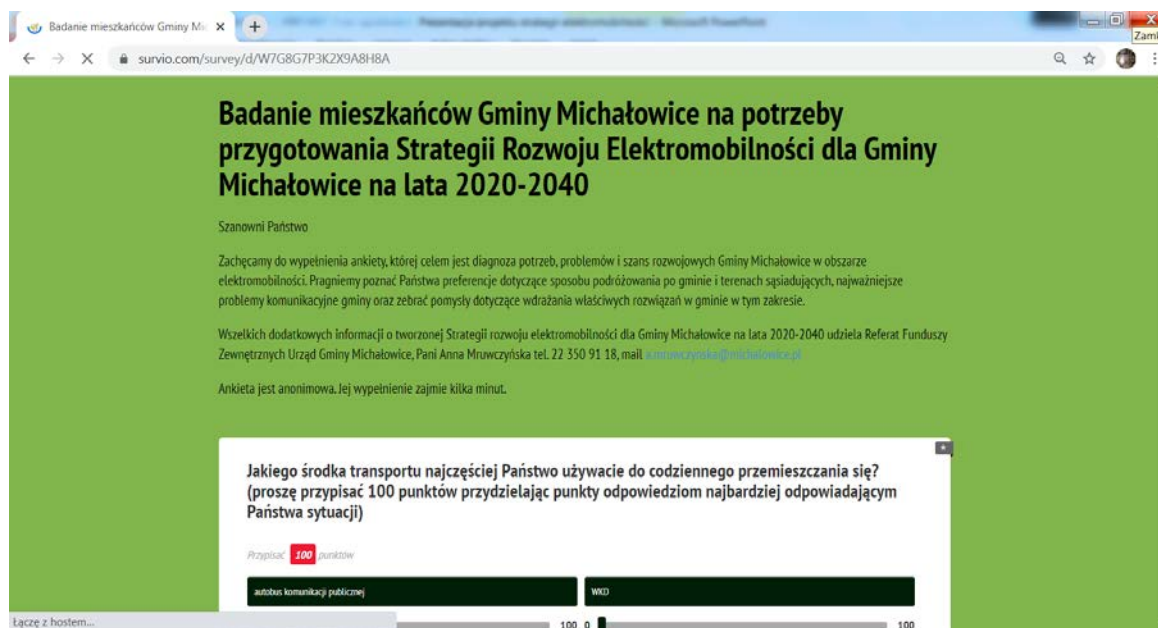 Badanie mieszkańców Gminy Mi
Zamk
survio.com/survey/d/W7G8G7P3K2X9A8H8A
Badanie mieszkańców Gminy Michałowice na potrzeby
przygotowania Strategii Rozwoju Elektromobilności dla Gminy
Michałowice na lata 2020-2040
Szanowni Państwo
Zachęcamy do wypełnienia ankiety, której celem jest diagnoza potrzeb, problemów i szans rozwojowych Gminy Michałowice w obszarze
elektromobilności. Pragniemy poznać Państwa preferencje dotyczące sposobu podróżowania po gminie i terenach sąsiadujących, najważniejsze
problemy komunikacyjne gminy oraz zebrać pomysły dotyczące wdrażania właściwych rozwiązań w gminie w tym zakresie.
Wszelkich dodatkowych informacji o tworzonej Strategii rozwoju elektromobilności dla Gminy Michałowice na lata 2020-2040 udziela Referat Funduszy
Zewnętrznych Urząd Gminy Michałowice, Pani Anna Mruwczyńska tel. 22 350 91 18, mail a.mruwczynska@michalowice.pl
Ankieta jest anonimowa. Jej wypełnienie zajmie kilka minut.
Jakiego środka transportu najczęściej Państwo używacie do codziennego przemieszczania się?
(proszę przypisać 100 punktów przydzielając punkty odpowiedziom najbardziej odpowiadającym
Państwa sytuacji)
Przypisać 100 punktów
autobus komunikacji publicznej WKD
100 0 100
Łączę z hostem...